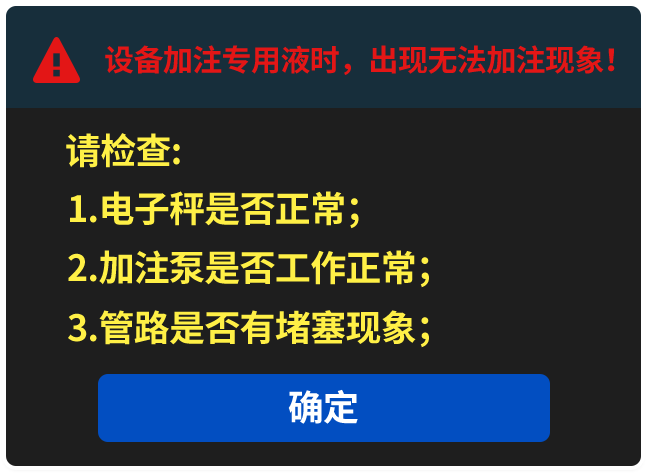 设备加注专用液时，出现无法加注现象！
请检查:
1.电子秤是否正常；
2.加注泵是否工作正常；
3.管路是否有堵塞现象；
确定